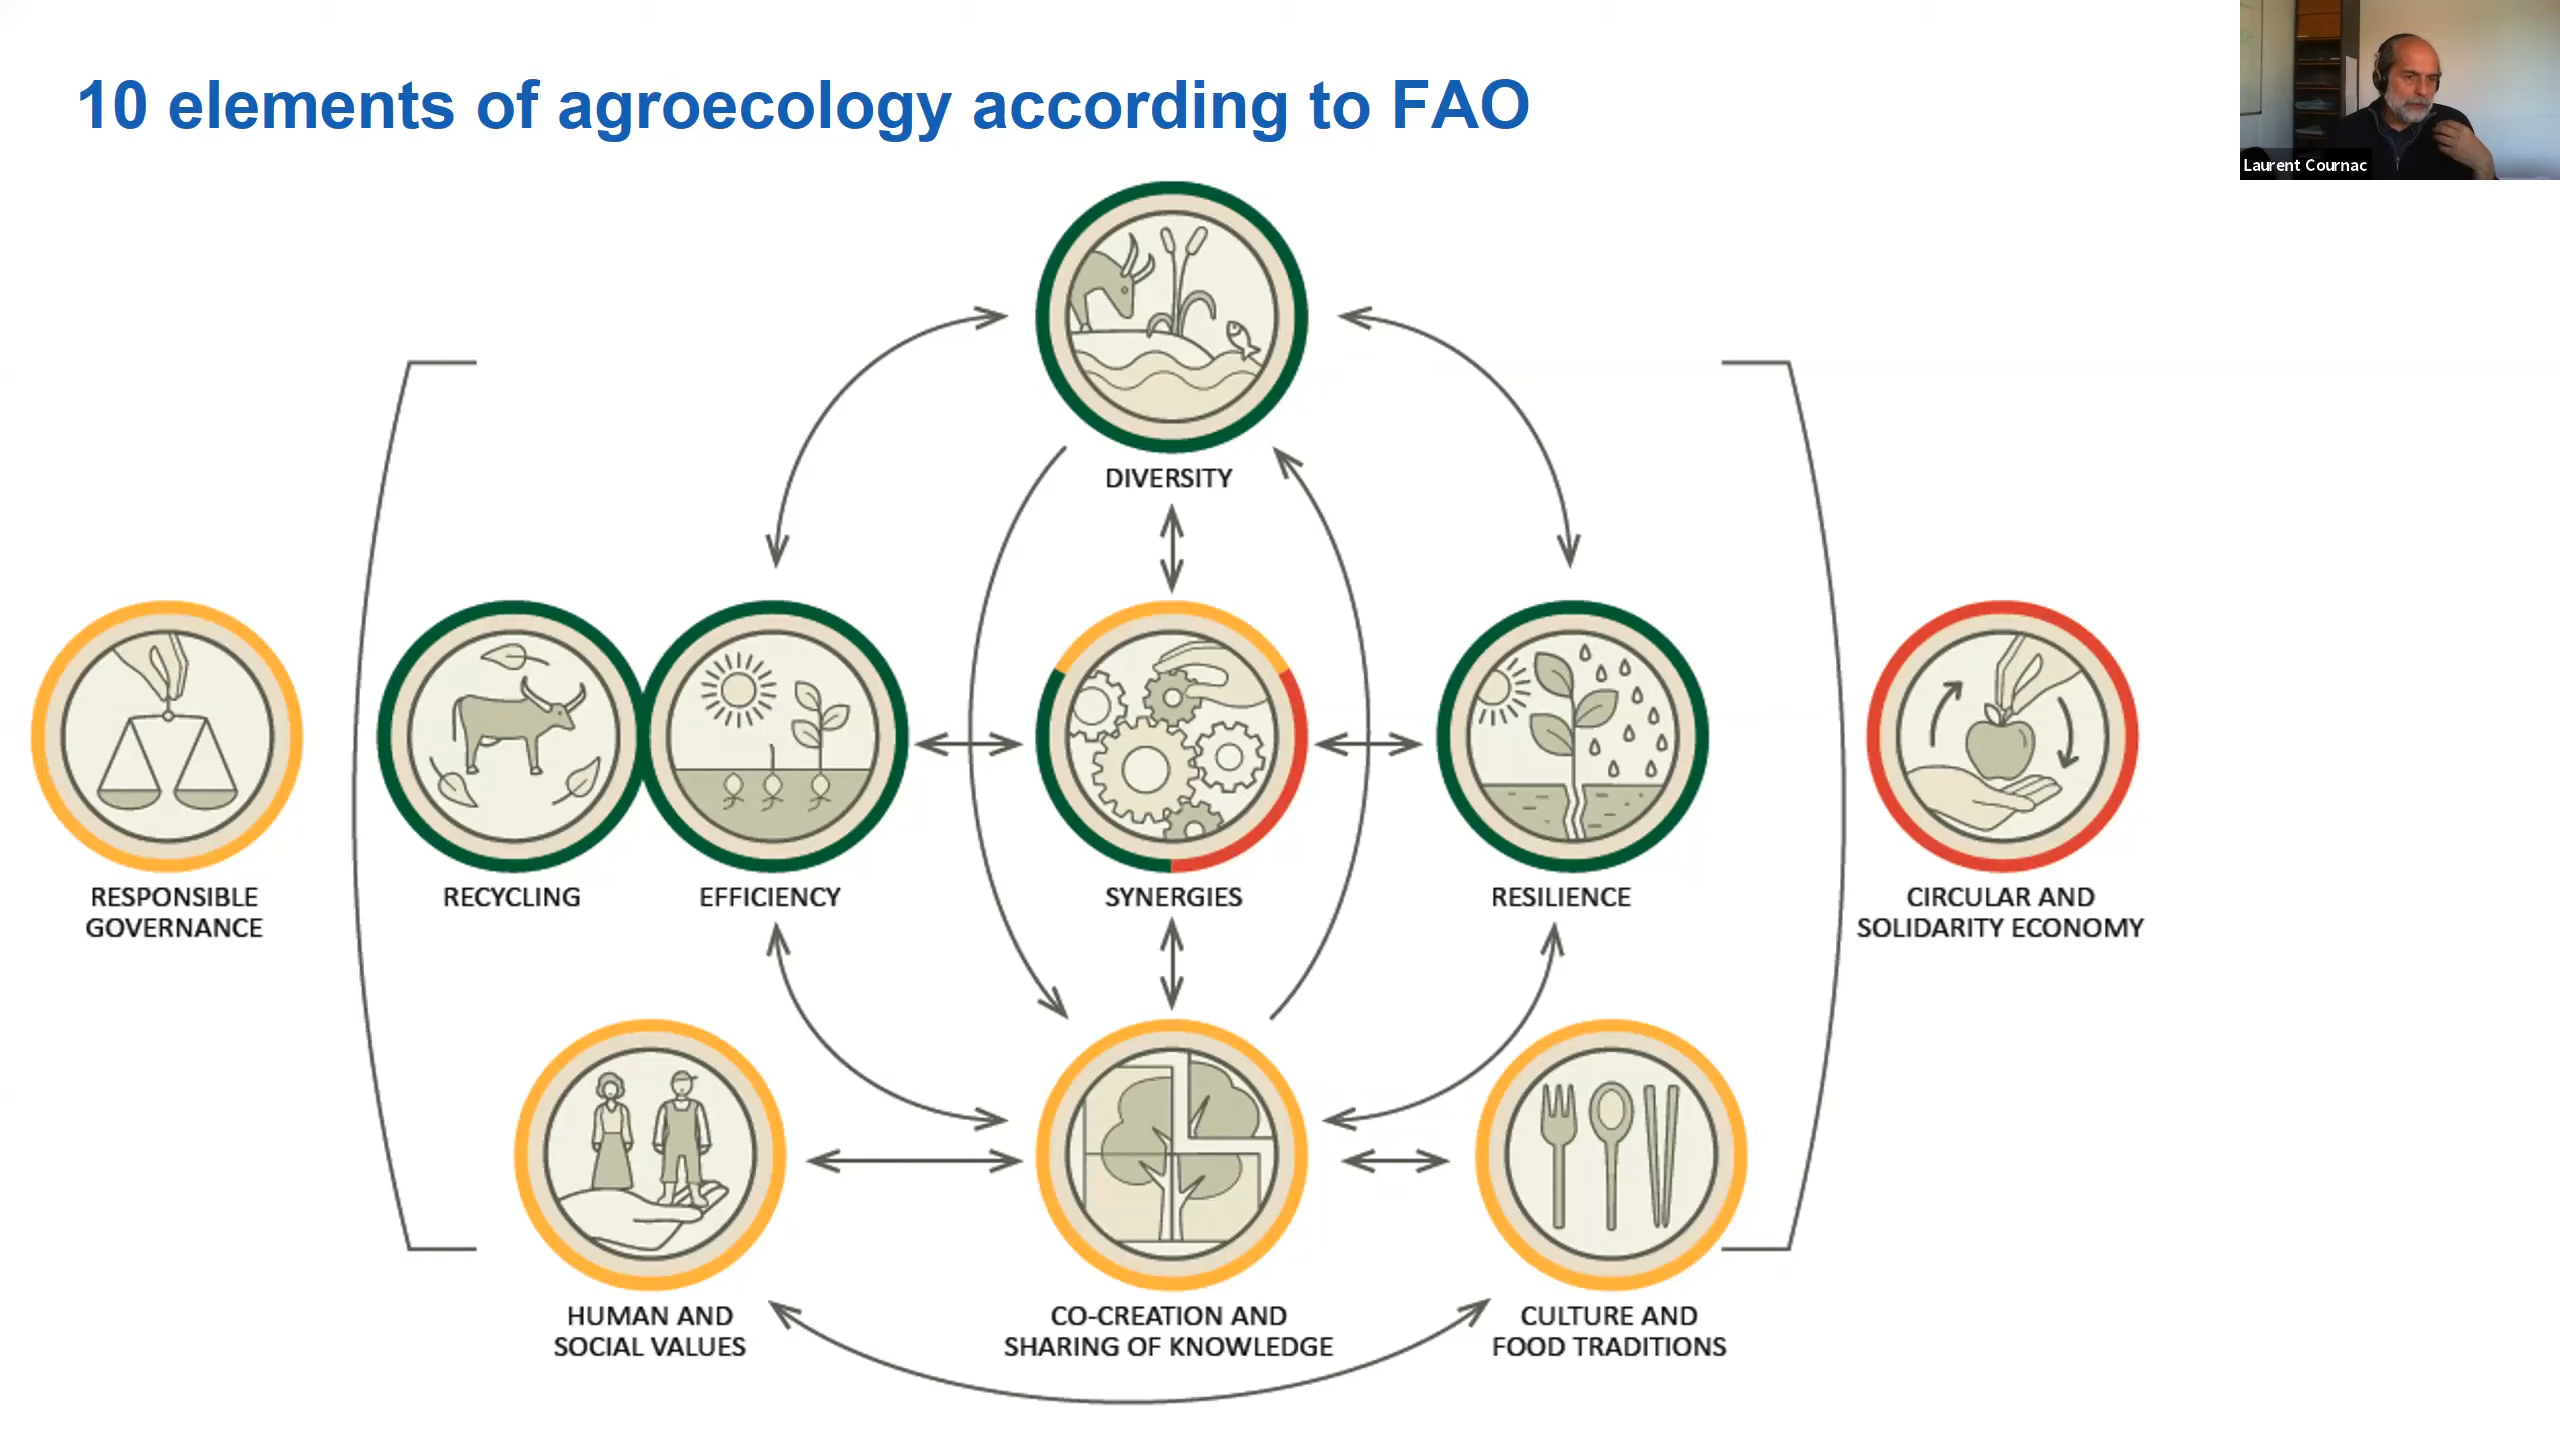 10 elements of agroecology according to FAO
Laurent Cournac
DIVERSITY
RESPONSIBLE
GOVERNANCE
RECYCLING
EFFICIENCY
SYNERGIES
RESILIENCE
CIRCULAR AND
SOLIDARITY ECONOMY
HUMAN AND
SOCIAL VALUES
CO-CREATION AND
SHARING OF KNOWLEDGE
CULTURE AND
FOOD TRADITIONS